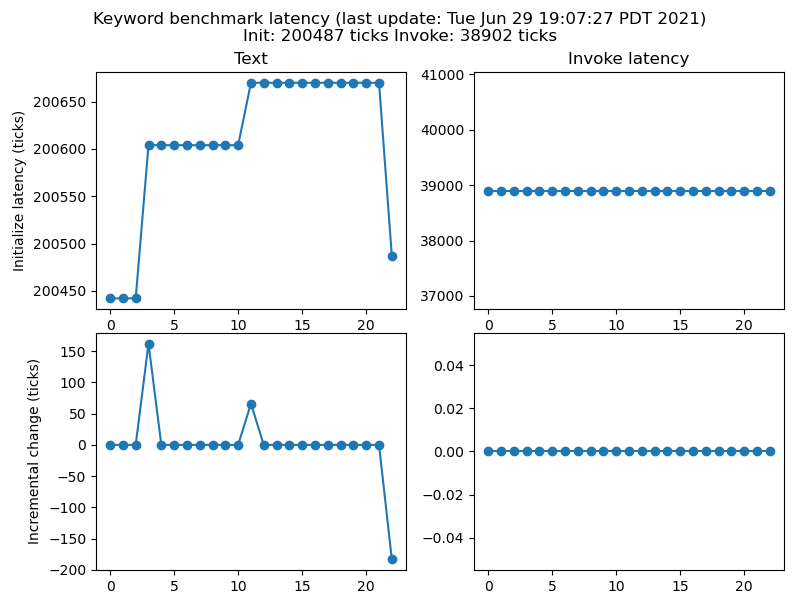 Keyword benchmark latency (last update: Tue Jun 29 19:07:27 PDT 2021)
Init: 200487 ticks Invoke: 38902 ticks
Text
Initialize latency (ticks)
200650
200600
200550
200500
200450
0 5 10 15 20
Invoke latency
41000
40000
39000
38000
37000
0 5 10 15 20
Incremental change (ticks)
150
100
50
0
−50
−100
−150
−200
0 5 10 15 20
0.04
0.02
0.00
−0.02
−0.04
0 5 10 15 20